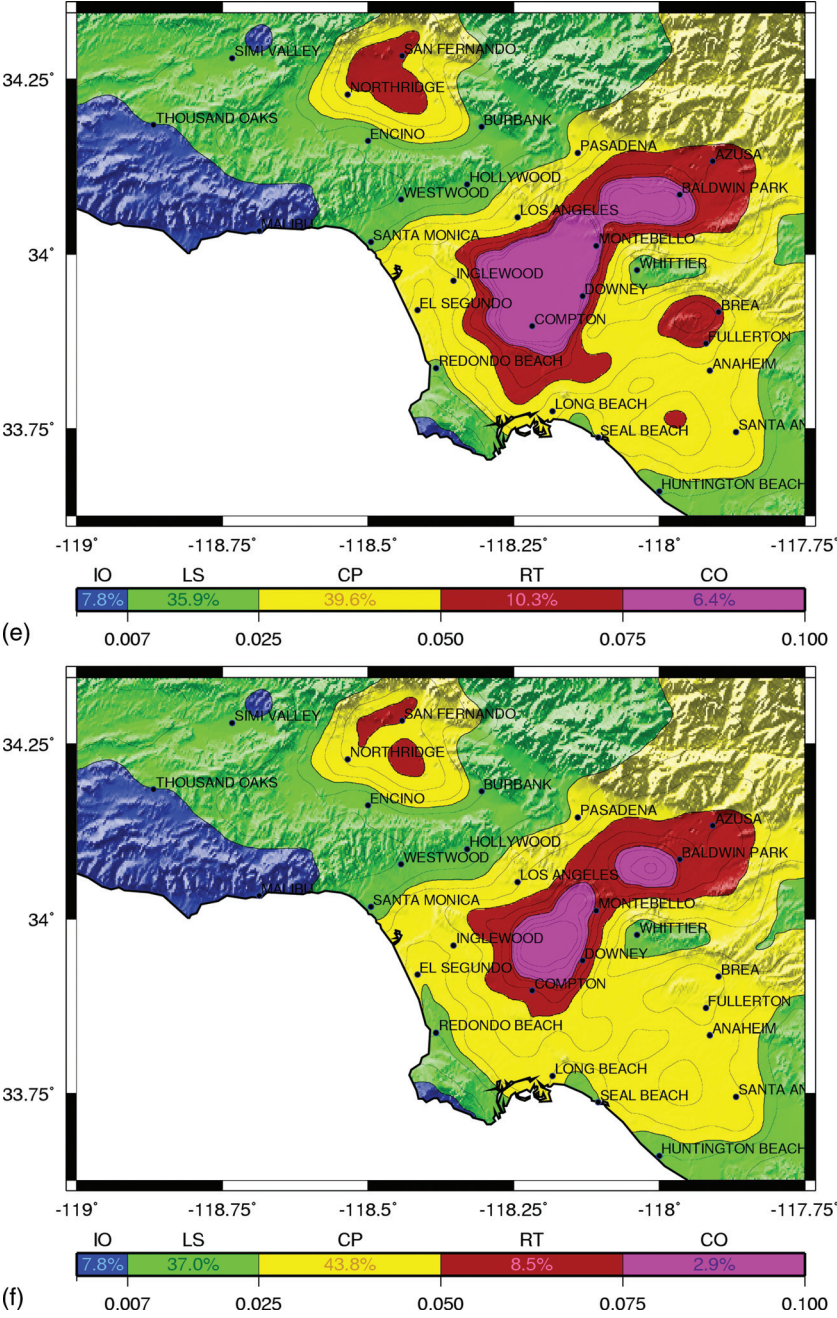 34.25˚
34˚
33.75˚
SIMI VALLEY
SAN FERNANDO
NORTHRIDGE
THOUSAND OAKS
BURBANK
ENCINO
PASADENA
AZUSA
HOLLYWOOD
BALDWIN PARK
WESTWOOD
LOS ANGELES
MALIBU
SANTA MONICA
MONTEBELLO
WHITTIER
INGLEWOOD
DOWNEY
EL SEGUNDO
BREA
COMPTON
FULLERTON
REDONDO BEACH
ANAHEIM
LONG BEACH
SEAL BEACH
SANTA AN
HUNTINGTON BEACH
-119˚ -118.75˚ -118.5˚ -118.25˚ -118˚ -117.75˚
IO LS CP RT CO
7.8% 35.9% 39.6% 10.3% 6.4%
(e)
0.007 0.025 0.050 0.075 0.100
34.25˚
34˚
33.75˚
SIMI VALLEY
SAN FERNANDO
NORTHRIDGE
THOUSAND OAKS
BURBANK
ENCINO
PASADENA
AZUSA
HOLLYWOOD
BALDWIN PARK
WESTWOOD
LOS ANGELES
MALIBU
SANTA MONICA
MONTEBELLO
WHITTIER
INGLEWOOD
DOWNEY
EL SEGUNDO
BREA
COMPTON
FULLERTON
REDONDO BEACH
ANAHEIM
LONG BEACH
SEAL BEACH
SANTA AN
HUNTINGTON BEACH
-119˚ -118.75˚ -118.5˚ -118.25˚ -118˚ -117.75˚
IO LS CP RT CO
7.8% 37.0% 43.8% 8.5% 2.9%
(f)
0.007 0.025 0.050 0.075 0.100